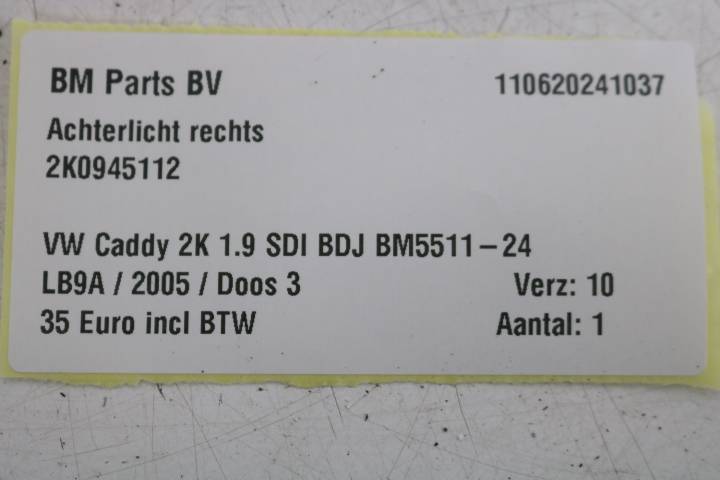 BM Parts BV 110620241037
Achterlicht rechts
2K0945112
VW Caddy 2K 1.9 SDI BDJ BM5511-24
LB9A / 2005 / Doos 3 Verz: 10
35 Euro incl BTW Aantal: 1